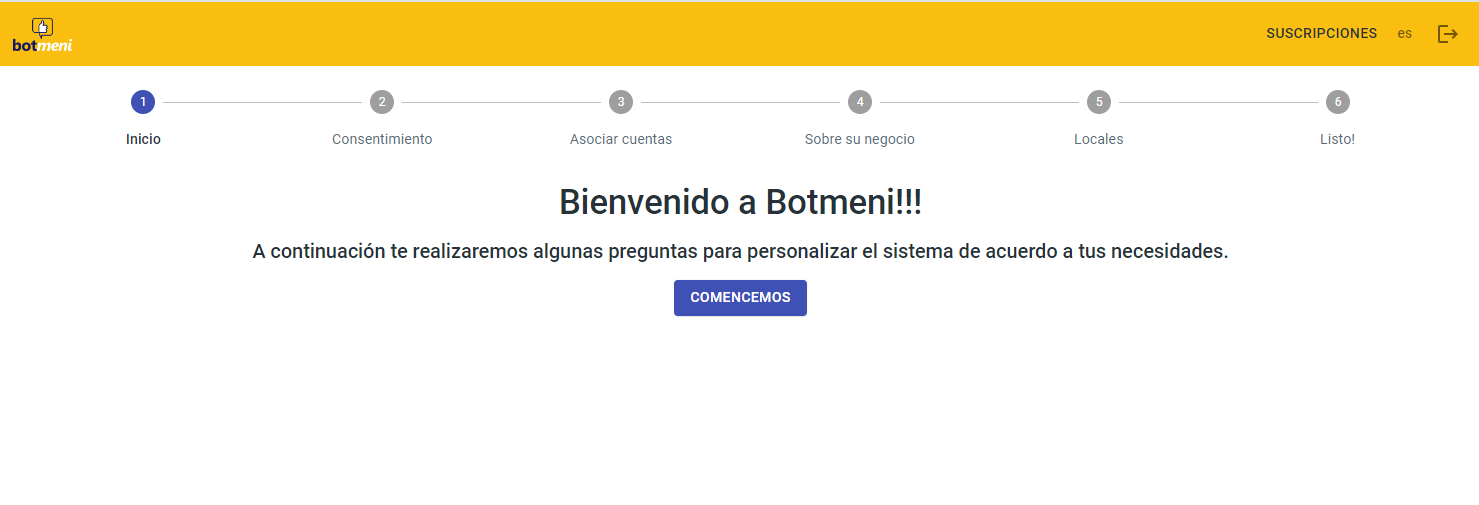 botmeni
SUSCRIPCIONES es
1 2 3 4 5 6
Inicio Consentimiento Asociar cuentas Sobre su negocio Locales Listo!
Bienvenido a Botmeni!!!
A continuación te realizaremos algunas preguntas para personalizar el sistema de acuerdo a tus necesidades.
COMENCEMOS